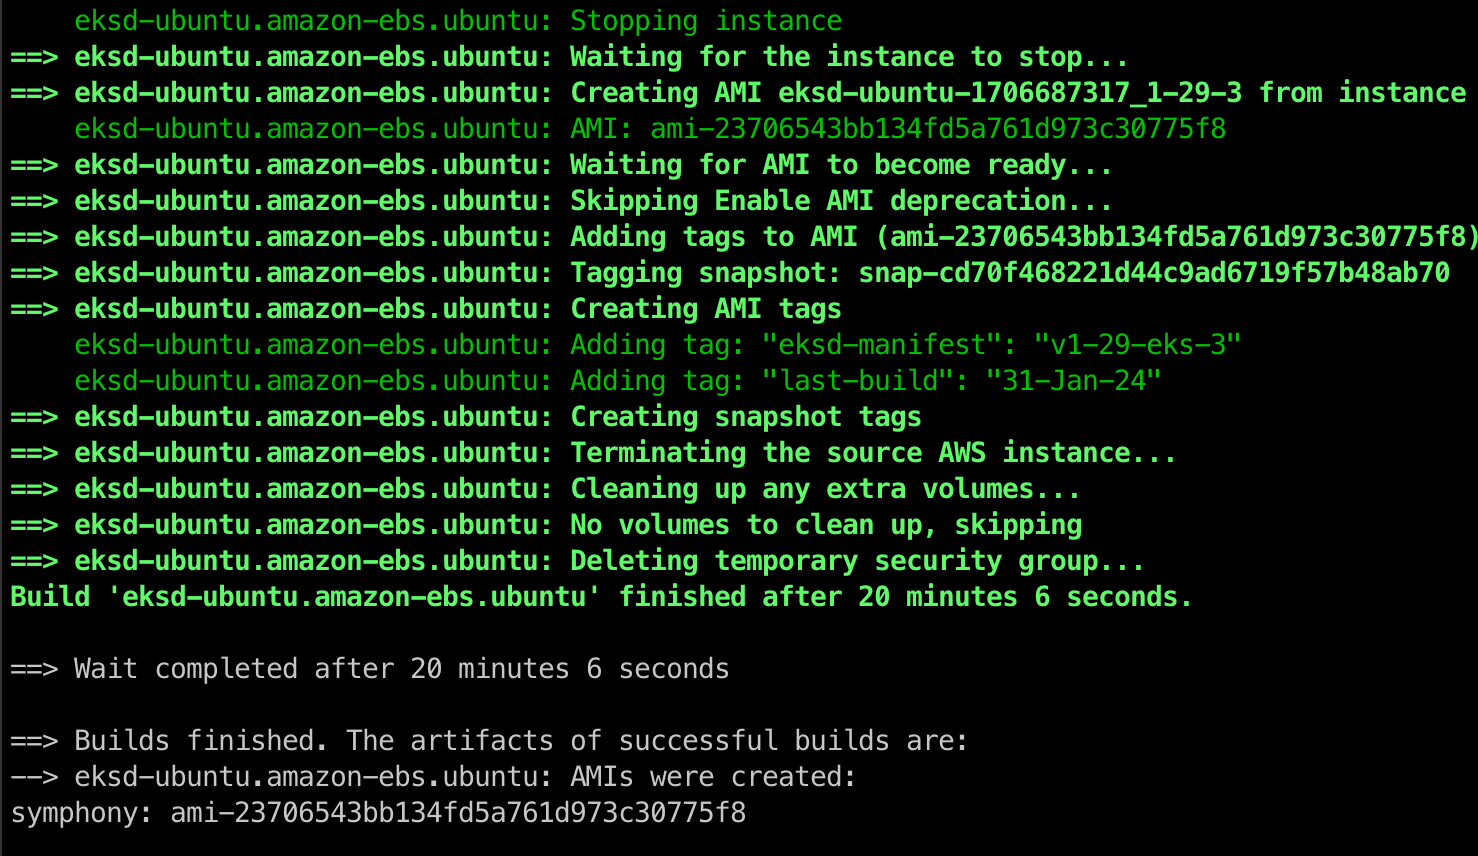 eksd-ubuntu.amazon-ebs.ubuntu: Stopping instance
==> eksd-ubuntu.amazon-ebs.ubuntu: Waiting for the instance to stop...
==> eksd-ubuntu.amazon-ebs.ubuntu: Creating AMI eksd-ubuntu-1706687317_1-29-3 from instance
eksd-ubuntu.amazon-ebs.ubuntu: AMI: ami-23706543bb134fd5a761d973c30775f8
==> eksd-ubuntu.amazon-ebs.ubuntu: Waiting for AMI to become ready...
==> eksd-ubuntu.amazon-ebs.ubuntu: Skipping Enable AMI deprecation...
==> eksd-ubuntu.amazon-ebs.ubuntu: Adding tags to AMI (ami-23706543bb134fd5a761d973c30775f8)
==> eksd-ubuntu.amazon-ebs.ubuntu: Tagging snapshot: snap-cd70f468221d44c9ad6719f57b48ab70
==> eksd-ubuntu.amazon-ebs.ubuntu: Creating AMI tags
eksd-ubuntu.amazon-ebs.ubuntu: Adding tag: "eksd-manifest": "v1-29-eks-3"
eksd-ubuntu.amazon-ebs.ubuntu: Adding tag: "last-build": "31-Jan-24"
==> eksd-ubuntu.amazon-ebs.ubuntu: Creating snapshot tags
==> eksd-ubuntu.amazon-ebs.ubuntu: Terminating the source AWS instance...
==> eksd-ubuntu.amazon-ebs.ubuntu: Cleaning up any extra volumes...
==> eksd-ubuntu.amazon-ebs.ubuntu: No volumes to clean up, skipping
==> eksd-ubuntu.amazon-ebs.ubuntu: Deleting temporary security group...
Build 'eksd-ubuntu.amazon-ebs.ubuntu' finished after 20 minutes 6 seconds.
==> Wait completed after 20 minutes 6 seconds
==> Builds finished. The artifacts of successful builds are:
--> eksd-ubuntu.amazon-ebs.ubuntu: AMIs were created:
symphony: ami-23706543bb134fd5a761d973c30775f8